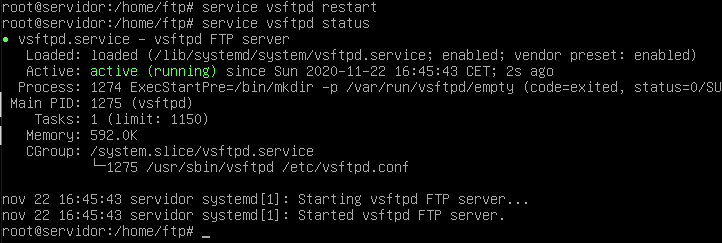 root@servidor:/home/ftp# service vsftpd restart
root@servidor:/home/ftp# service vsftpd status
● vsftpd.service – vsftpd FTP server
   Loaded: loaded (/lib/systemd/system/vsftpd.service; enabled; vendor preset: enabled)
   Active: active (running) since Sun 2020-11-22 16:45:43 CET; 2s ago
  Process: 1274 ExecStartPre=/bin/mkdir -p /var/run/vsftpd/empty (code=exited, status=0/SU
 Main PID: 1275 (vsftpd)
    Tasks: 1 (limit: 1150)
   Memory: 592.0K
   CGroup: /system.slice/vsftpd.service
           └─1275 /usr/sbin/vsftpd /etc/vsftpd.conf
nov 22 16:45:43 servidor systemd[1]: Starting vsftpd FTP server...
nov 22 16:45:43 servidor systemd[1]: Started vsftpd FTP server.
root@servidor:/home/ftp# _